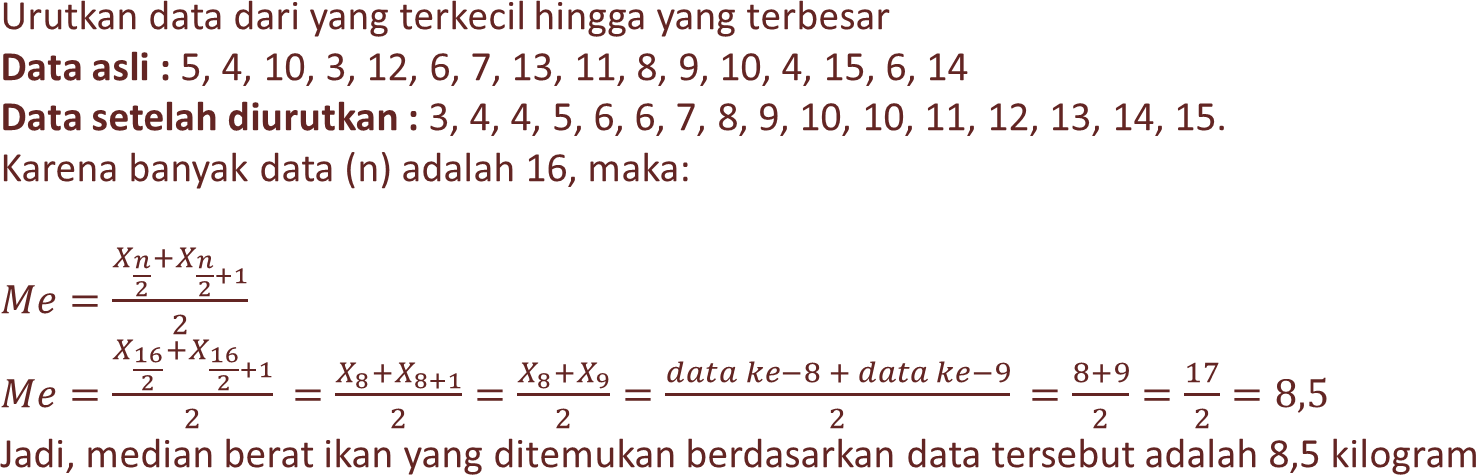 Urutkan data dari yang terkecil hingga yang terbesar
Data asli : 5, 4, 10, 3, 12, 6, 7, 13, 11, 8, 9, 10, 4, 15, 6, 14
Data setelah diurutkan : 3, 4, 4, 5, 6, 6, 7, 8, 9, 10, 10, 11, 12, 13, 14, 15.
Karena banyak data (n) adalah 16, maka:
$Me = \frac{X_{\frac{n}{2}}+X_{\frac{n}{2}+1}}{2}$
$Me = \frac{X_{\frac{16}{2}}+X_{\frac{16}{2}+1}}{2} = \frac{X_8+X_{8+1}}{2} = \frac{X_8+X_9}{2} = \frac{data\ ke-8\ +\ data\ ke-9}{2} = \frac{8+9}{2} = \frac{17}{2} = 8,5$
Jadi, median berat ikan yang ditemukan berdasarkan data tersebut adalah 8,5 kilogram